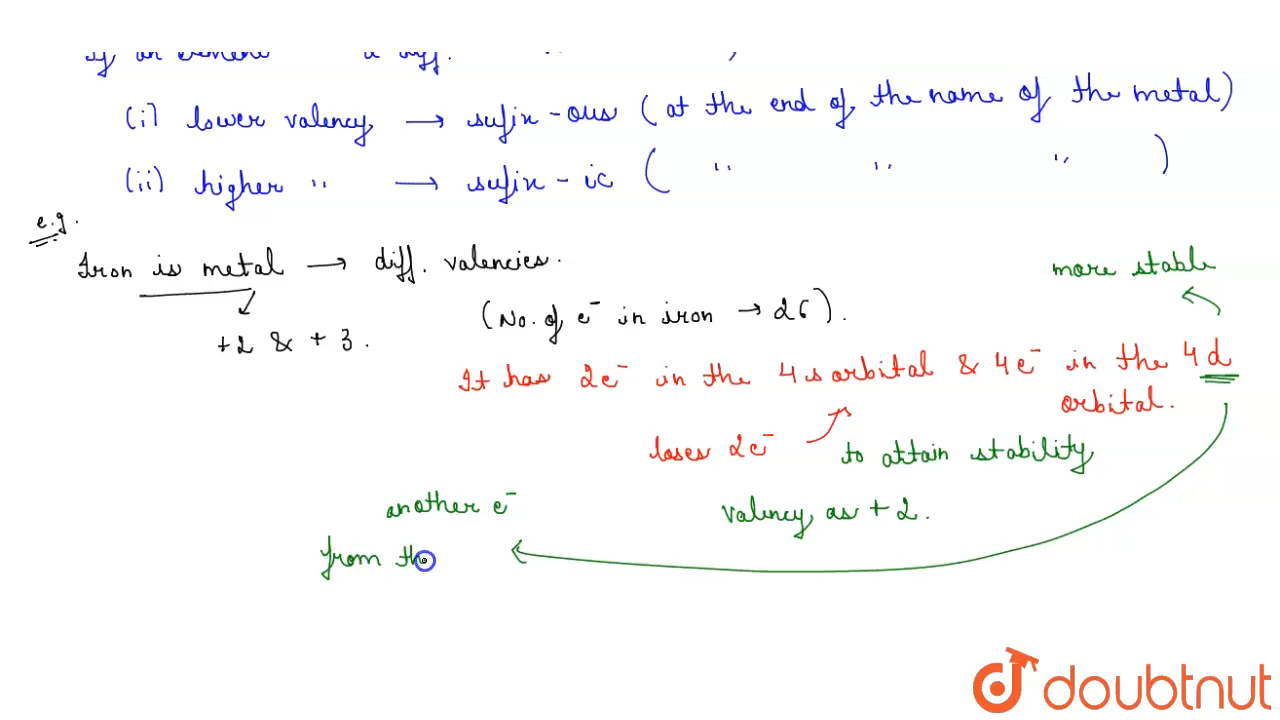 (i) lower valency → sufix - ous (at the end of the name of the metal)
(ii) higher " → sufix - ic ( " " " )
e.g.
Iron is metal → diff. valencies.
+2 & +3.
(No. of e⁻ in iron → 26).
more stable
It has 2e⁻ in the 4s orbital & 4e⁻ in the 4d
orbital.
loses 2e⁻
to attain stability
valency as +2.
another e⁻
from th
doubtnut